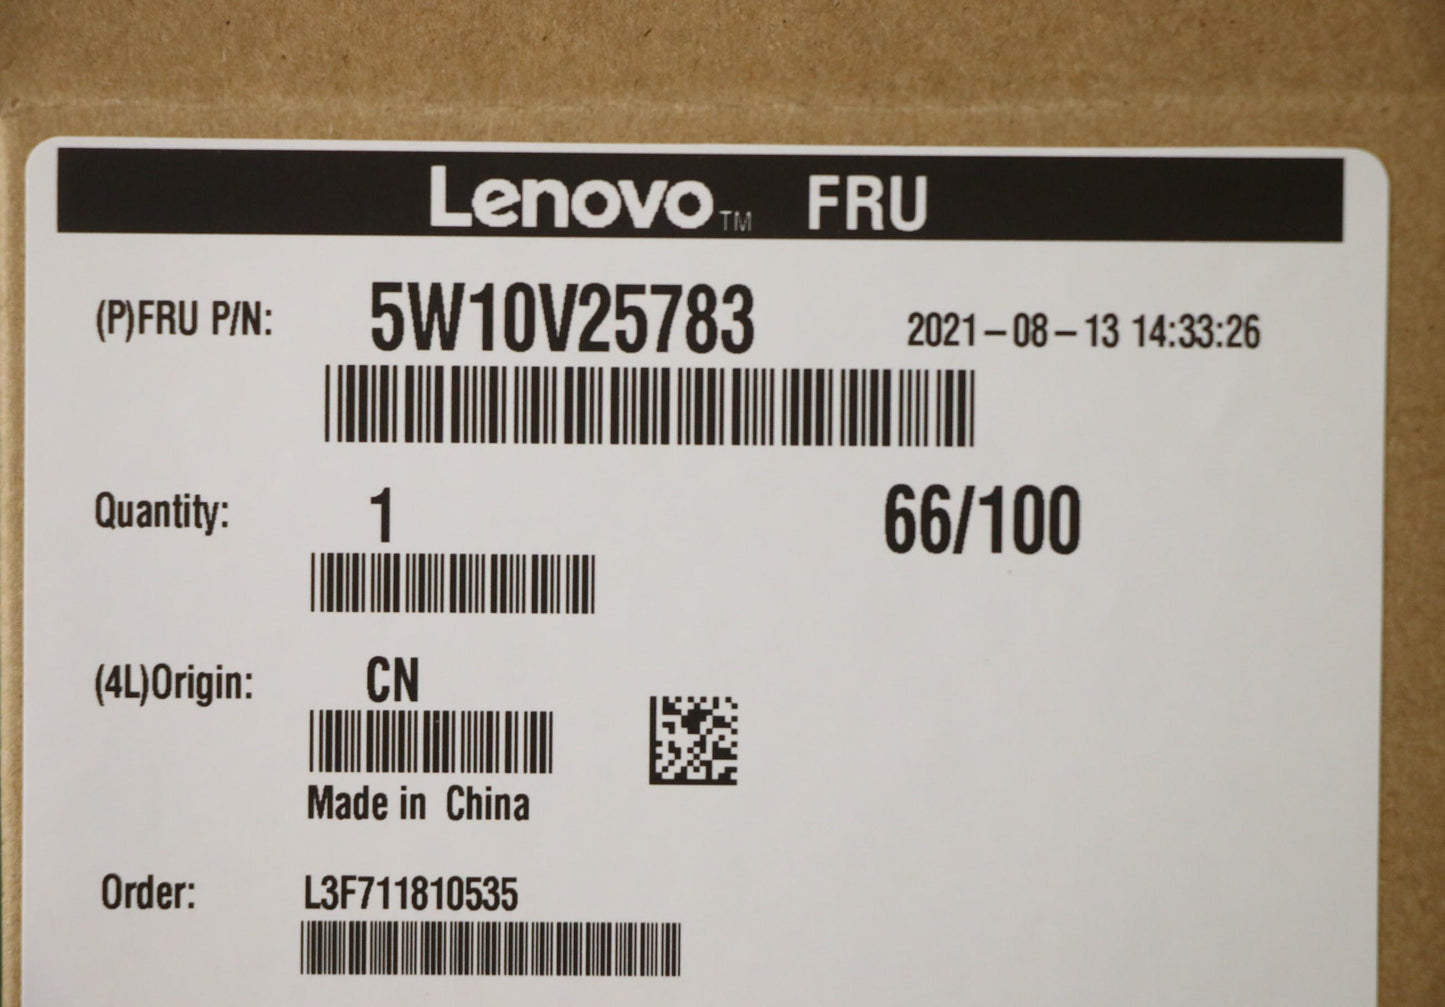 Lenovo™ FRU
(P)FRU P/N: 5W10V25783 2021-08-13 14:33:26
Quantity: 1 66/100
(4L)Origin: CN
Made in China
Order: L3F711810535